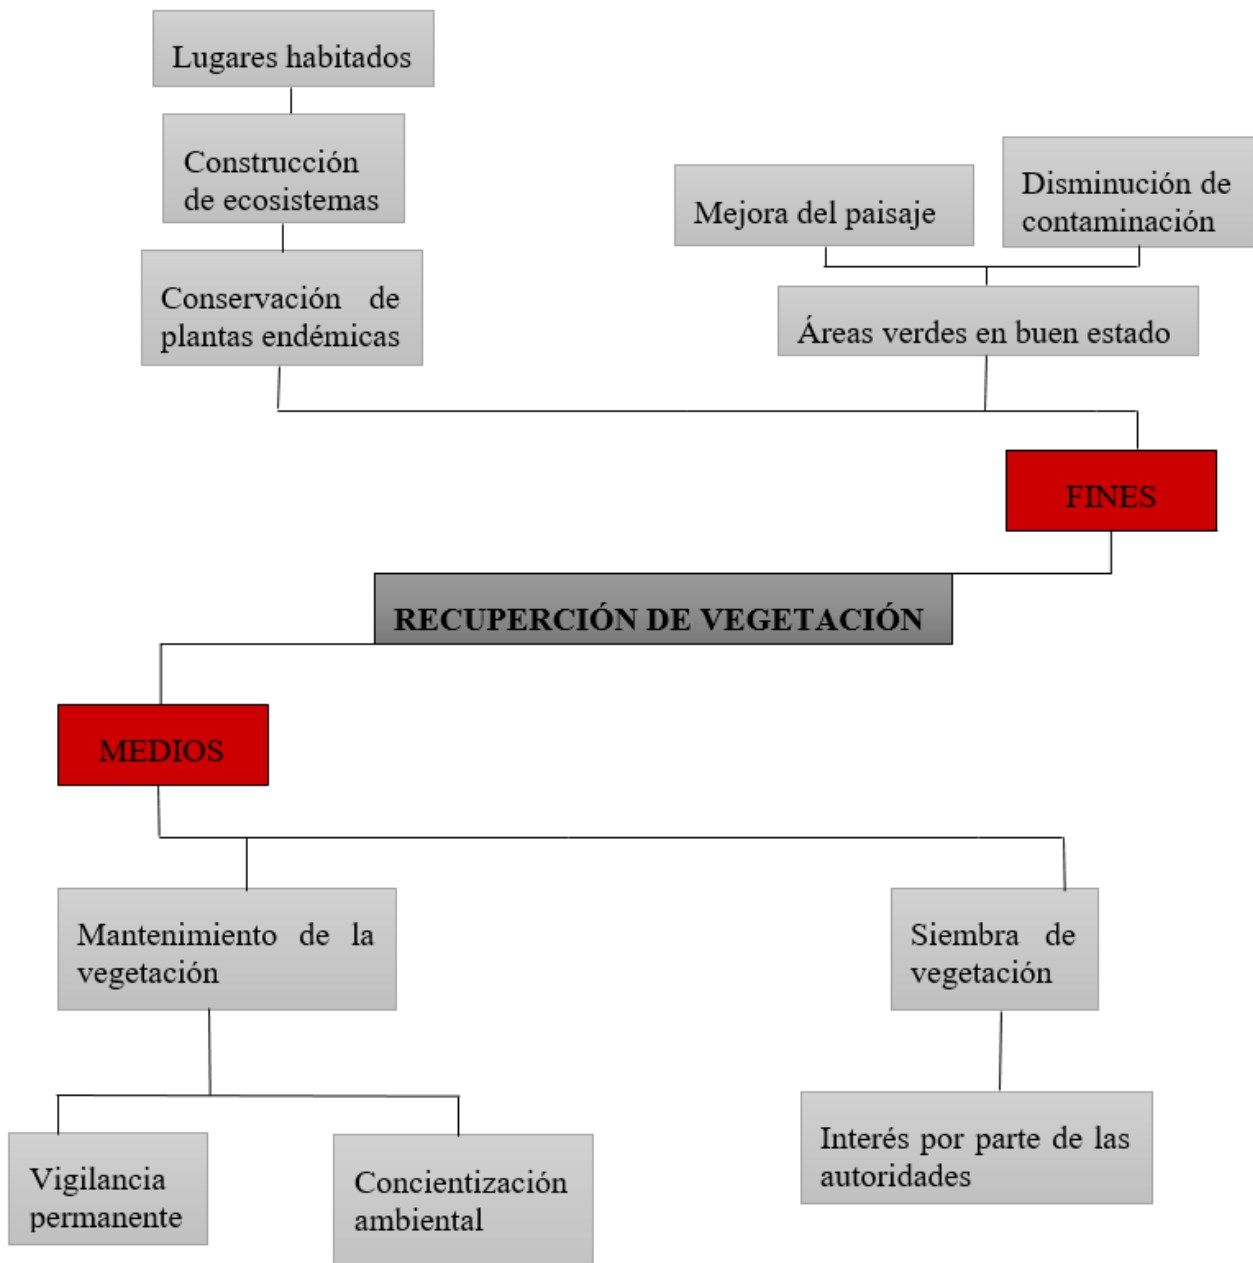 Lugares habitados
Construcción
de ecosistemas
Conservación de
plantas endémicas
Mejora del paisaje
Disminución de
contaminación
Áreas verdes en buen estado
FINES
RECUPERCIÓN DE VEGETACIÓN
MEDIOS
Mantenimiento de la
vegetación
Siembra de
vegetación
Vigilancia
permanente
Concientización
ambiental
Interés por parte de las
autoridades